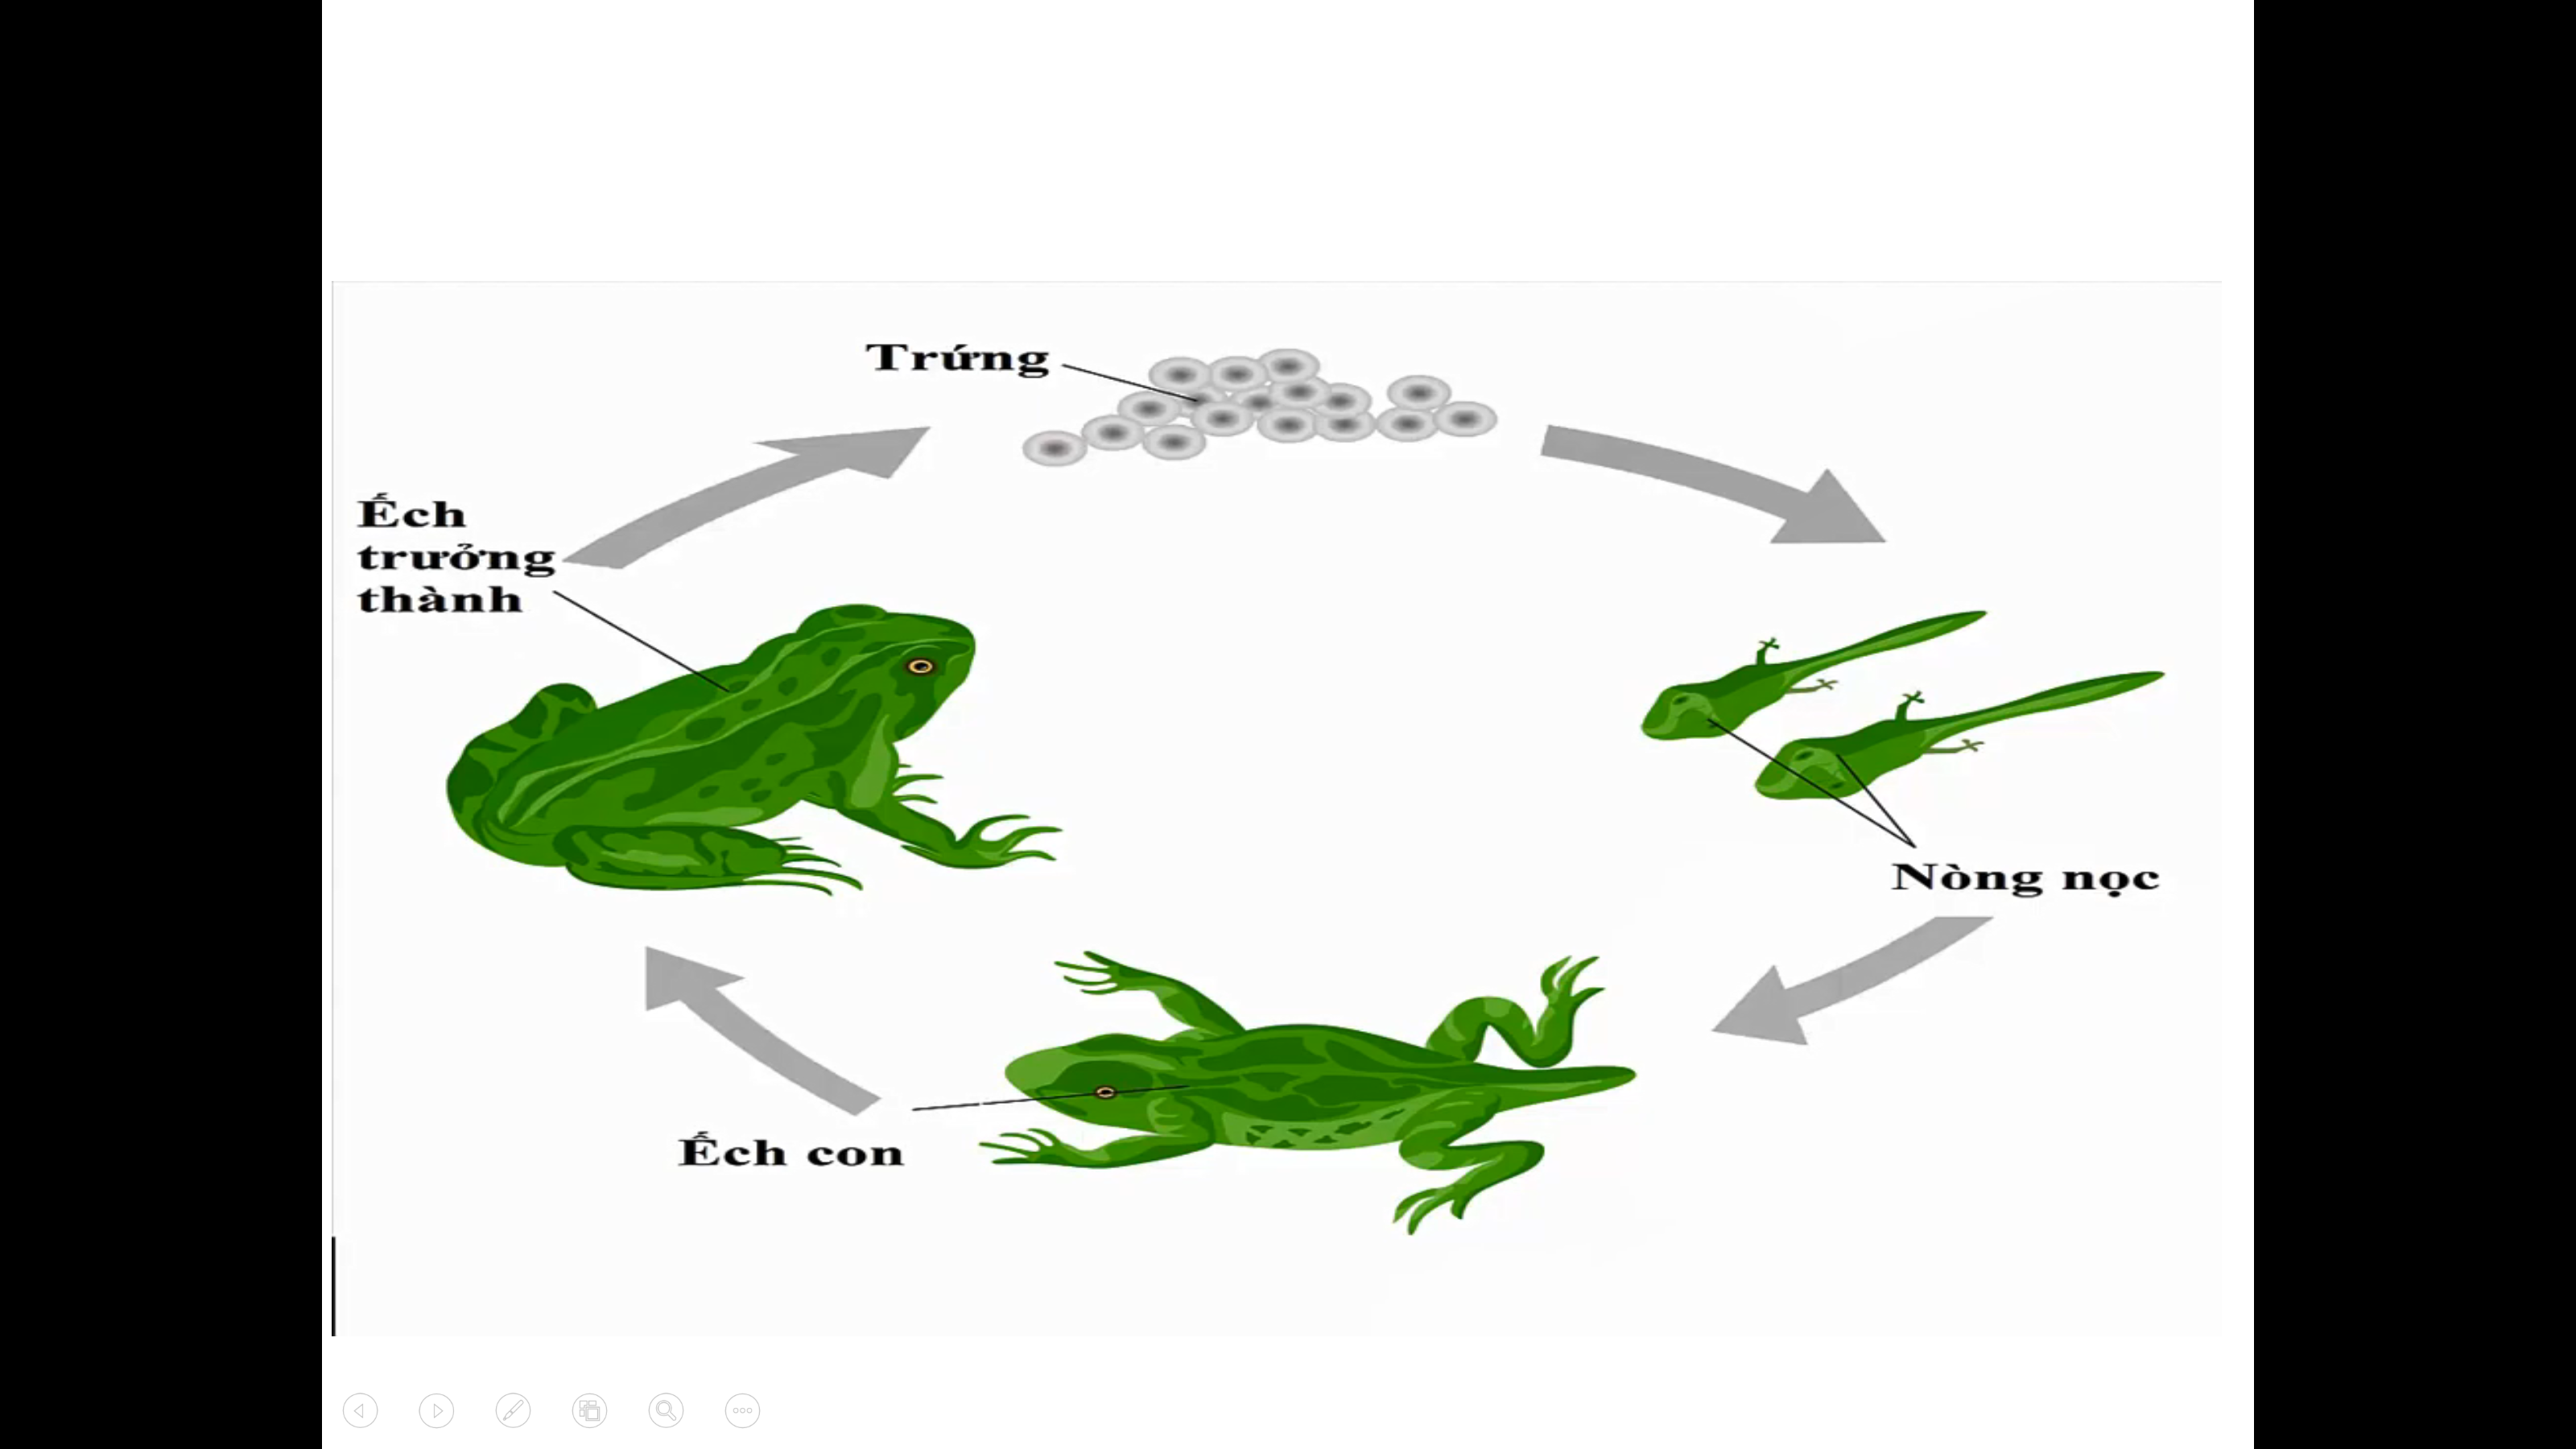 Trứng
Ếch
trưởng
thành
Nòng nọc
Ếch con